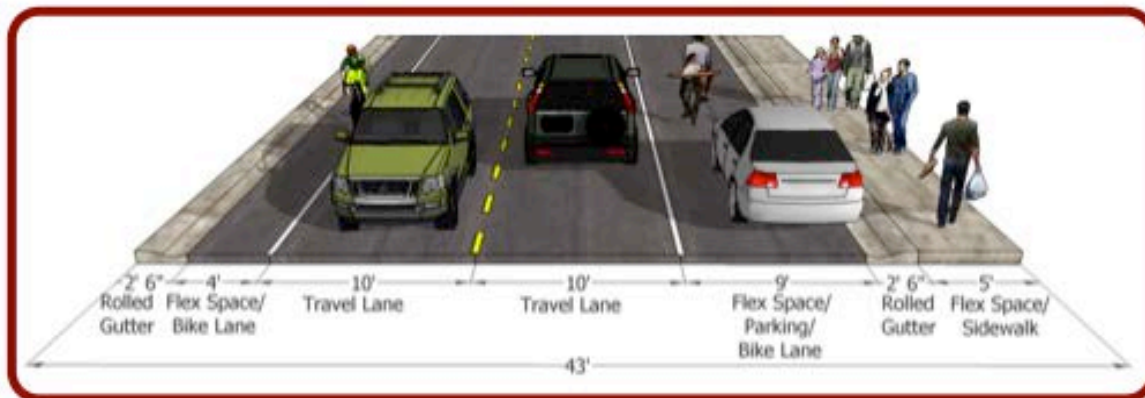 2' 6"
Rolled
Gutter
4'
Flex Space/
Bike Lane
10'
Travel Lane
10'
Travel Lane
9'
Flex Space/
Parking/
Bike Lane
2' 6"
Rolled
Gutter
5'
Flex Space/
Sidewalk
43'